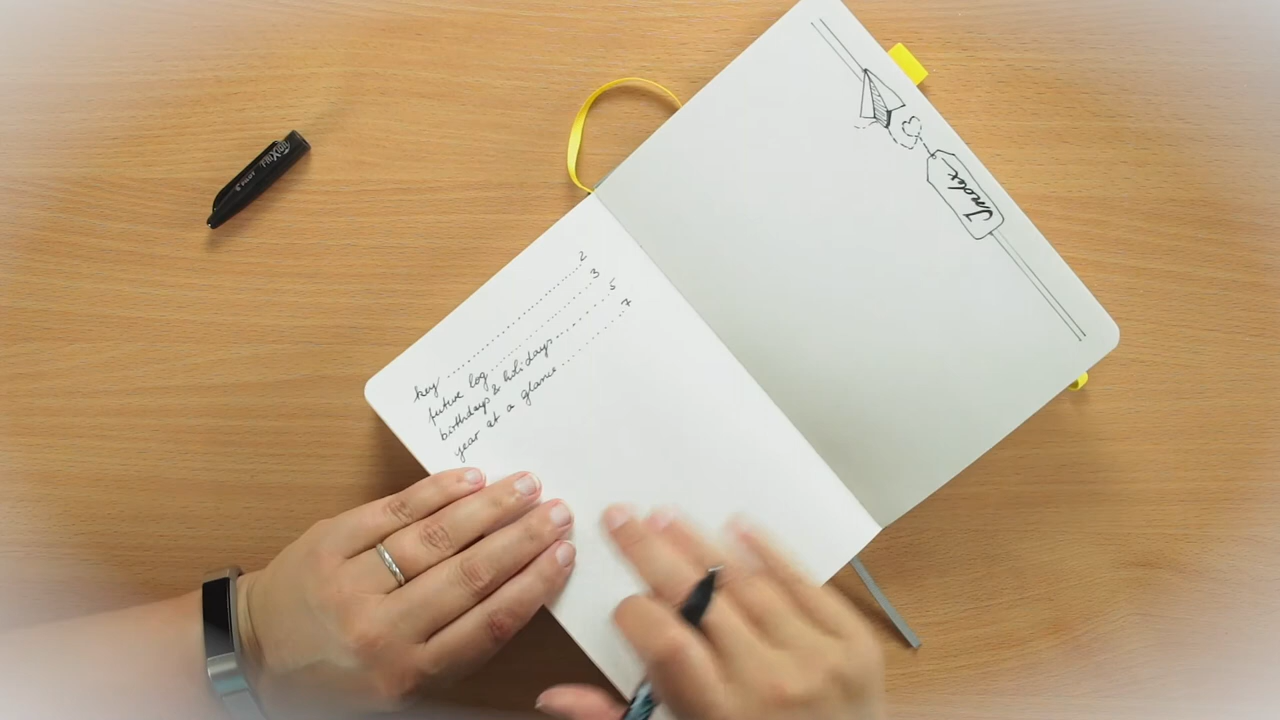 Index
key 2
future log 3
birthdays & holidays 5
year at a glance 7
PILOT FRIXION